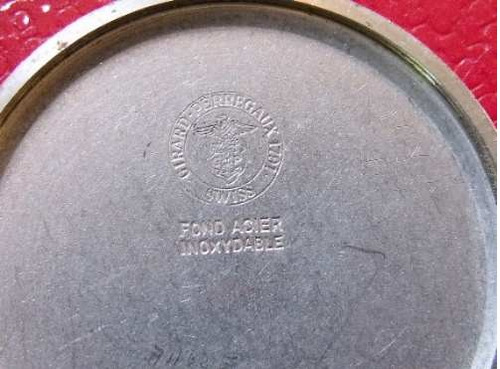 GIRARD-PERREGAUX 1791
SWISS
FOND ACIER
INOXYDABLE